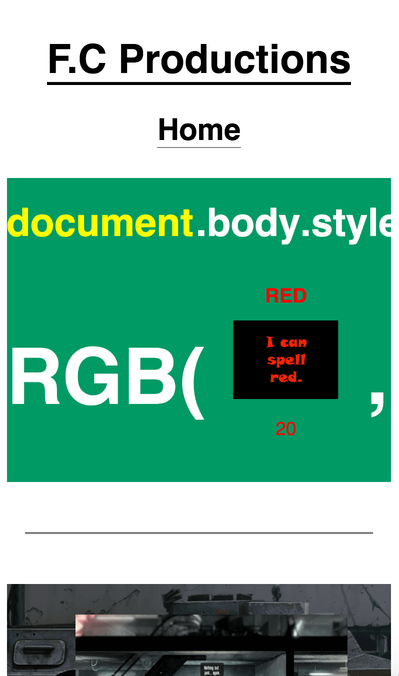 F.C Productions
Home
document.body.style
RED
RGB(
I can
spell
red.
,
20